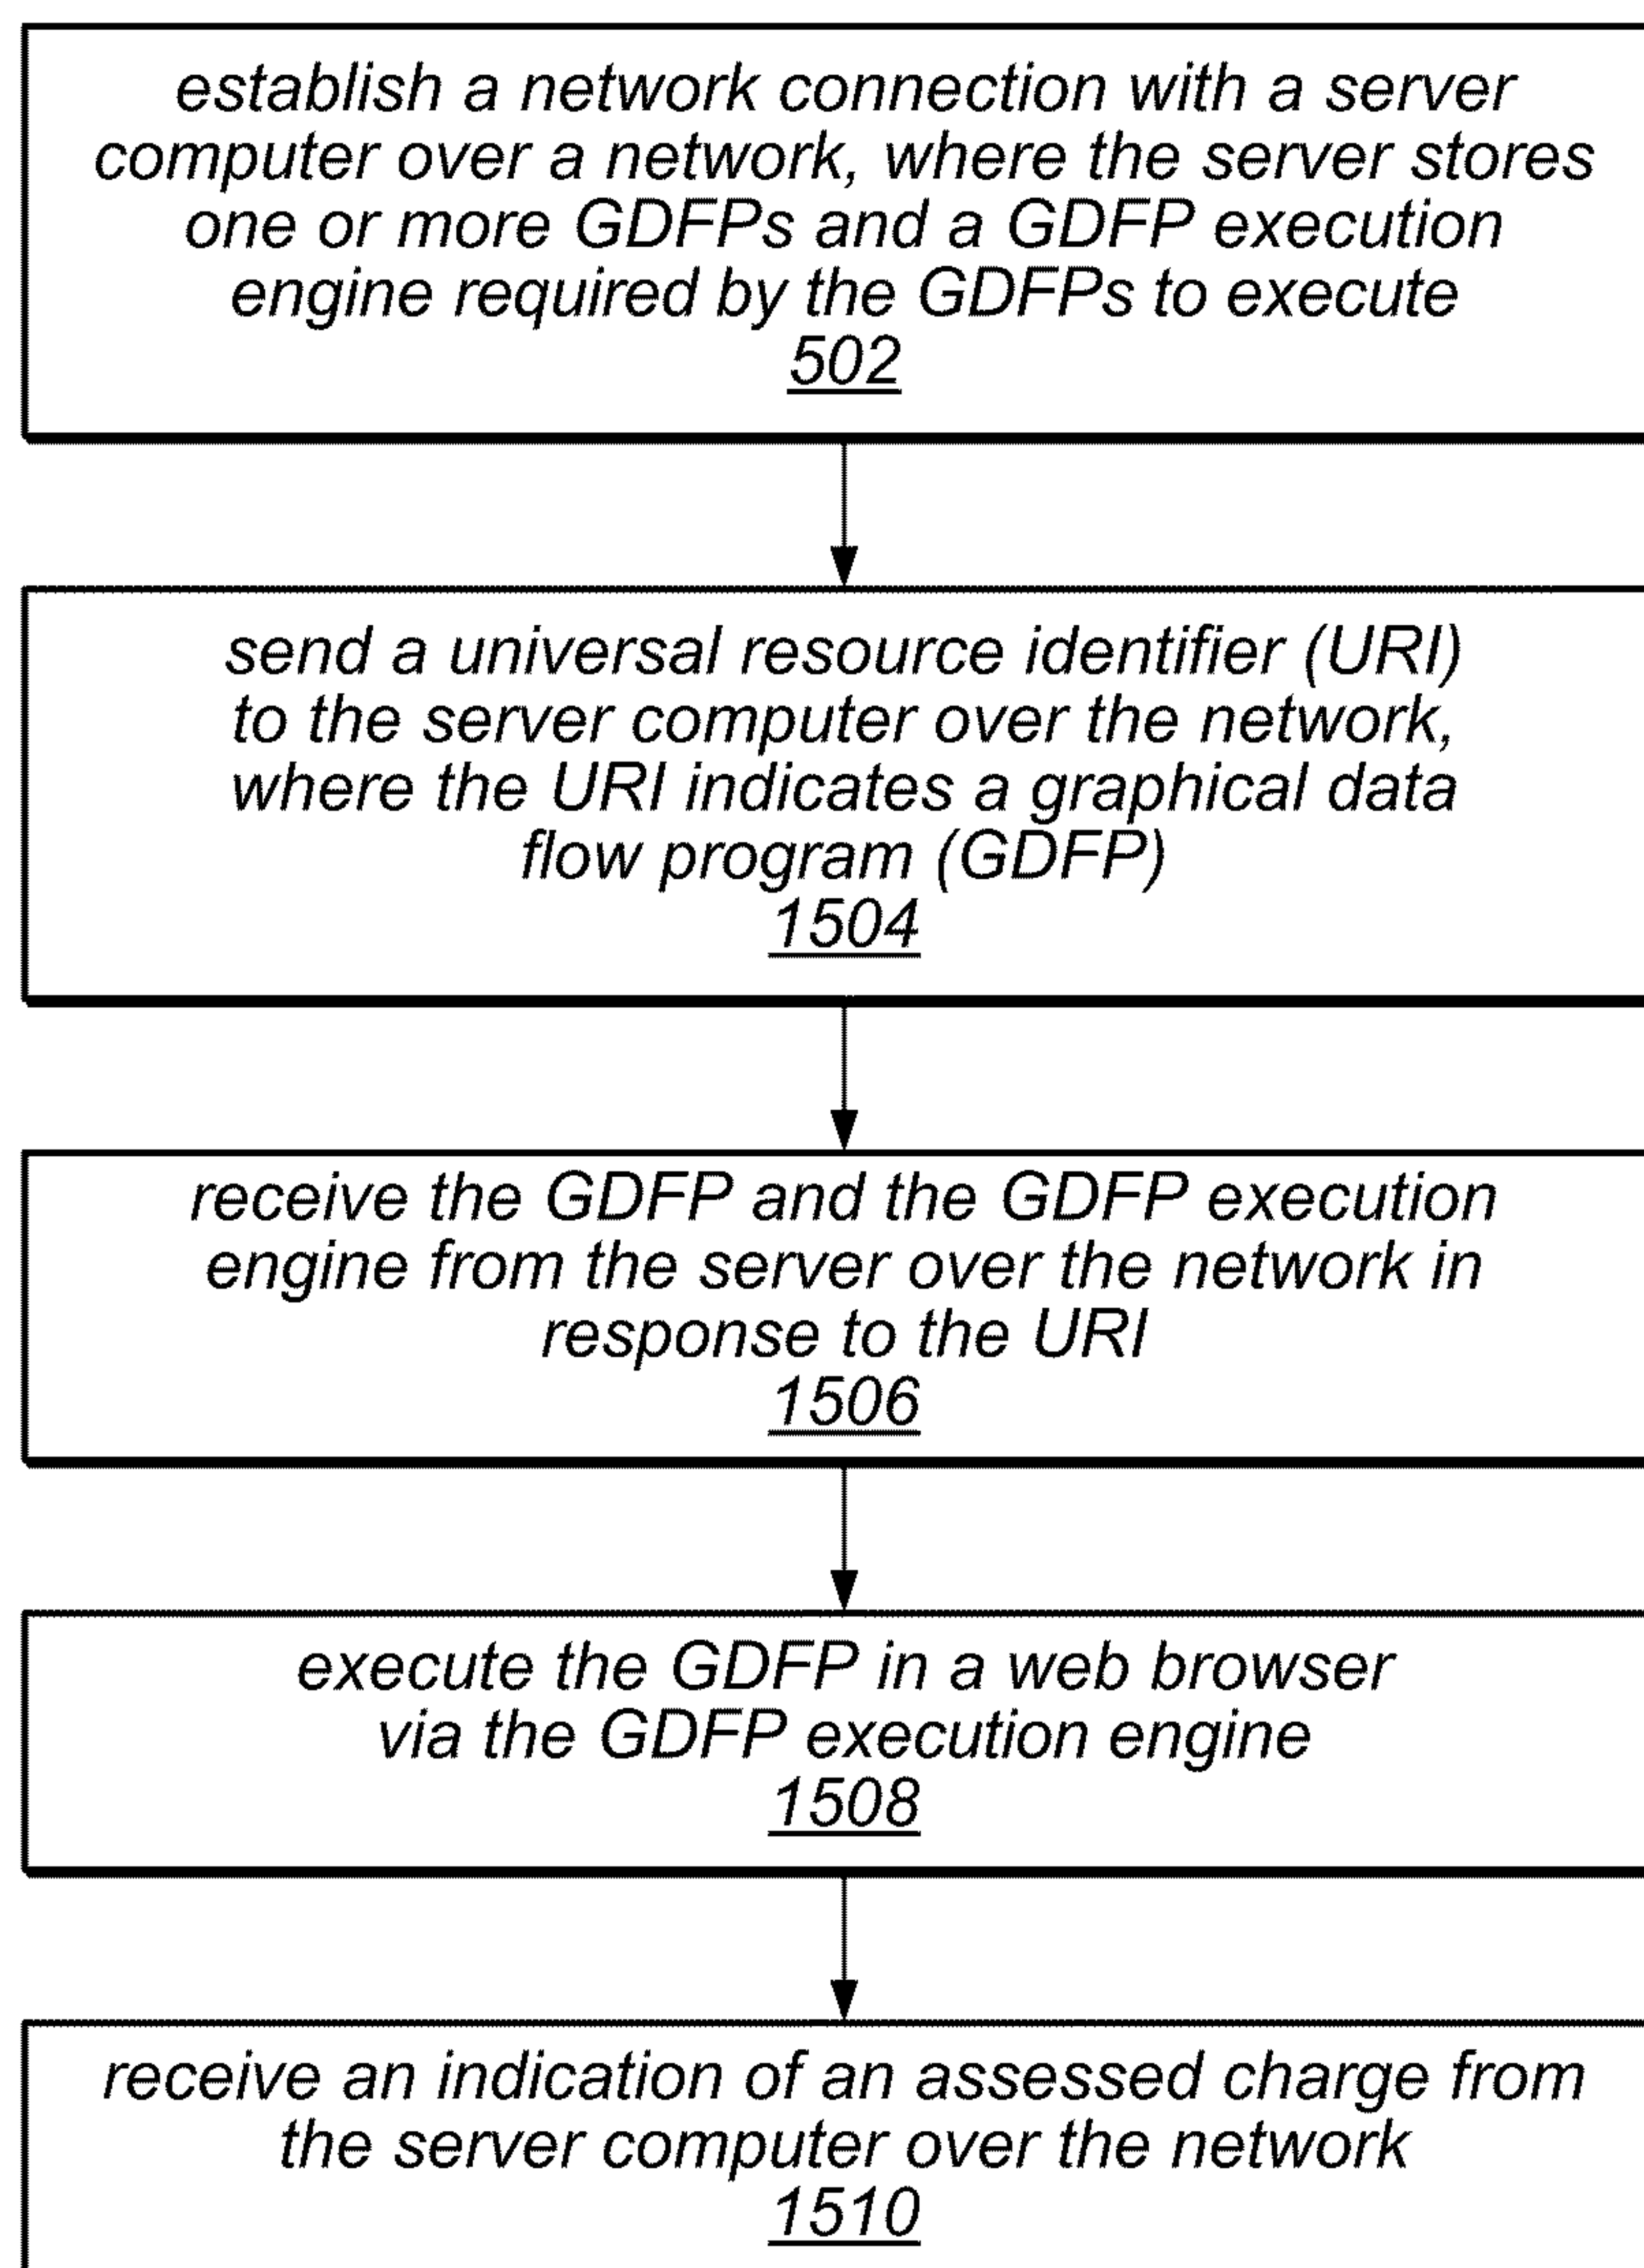 establish a network connection with a server
computer over a network, where the server stores
one or more GDFPs and a GDFP execution
engine required by the GDFPs to execute
502
send a universal resource identifier (URI)
to the server computer over the network,
where the URI indicates a graphical data
flow program (GDFP)
1504
receive the GDFP and the GDFP execution
engine from the server over the network in
response to the URI
1506
execute the GDFP in a web browser
via the GDFP execution engine
1508
receive an indication of an assessed charge from
the server computer over the network
1510